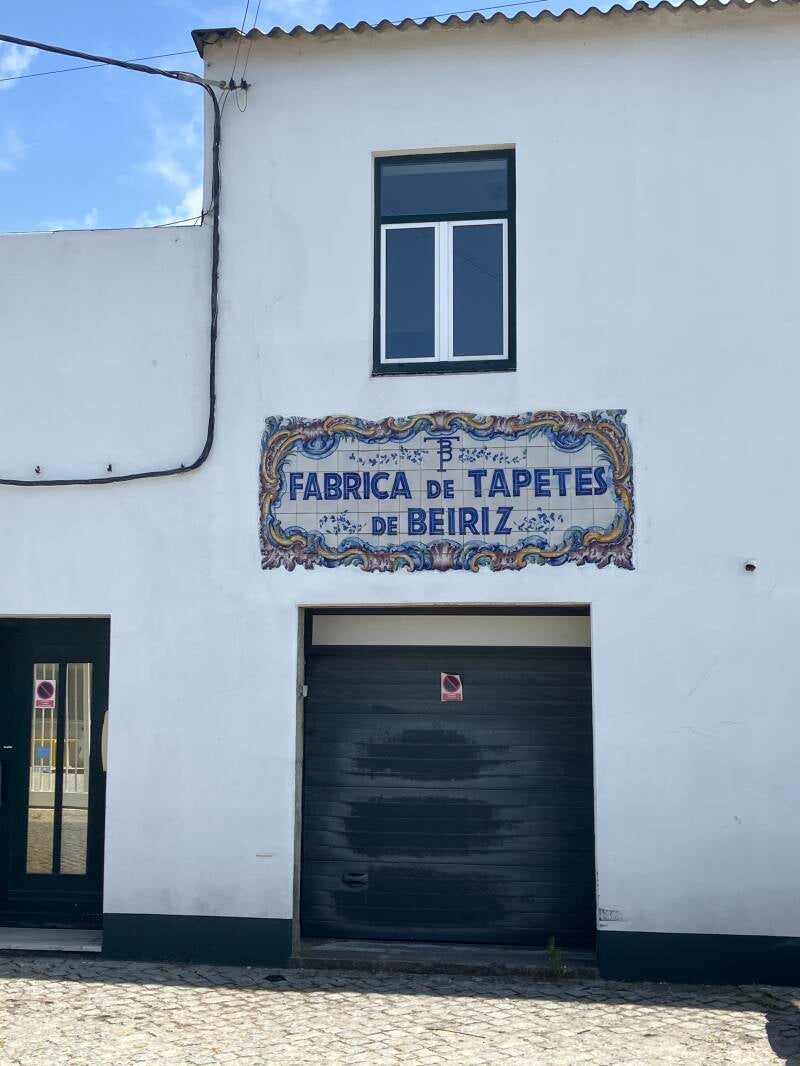 TB
FABRICA DE TAPETES
DE BEIRIZ